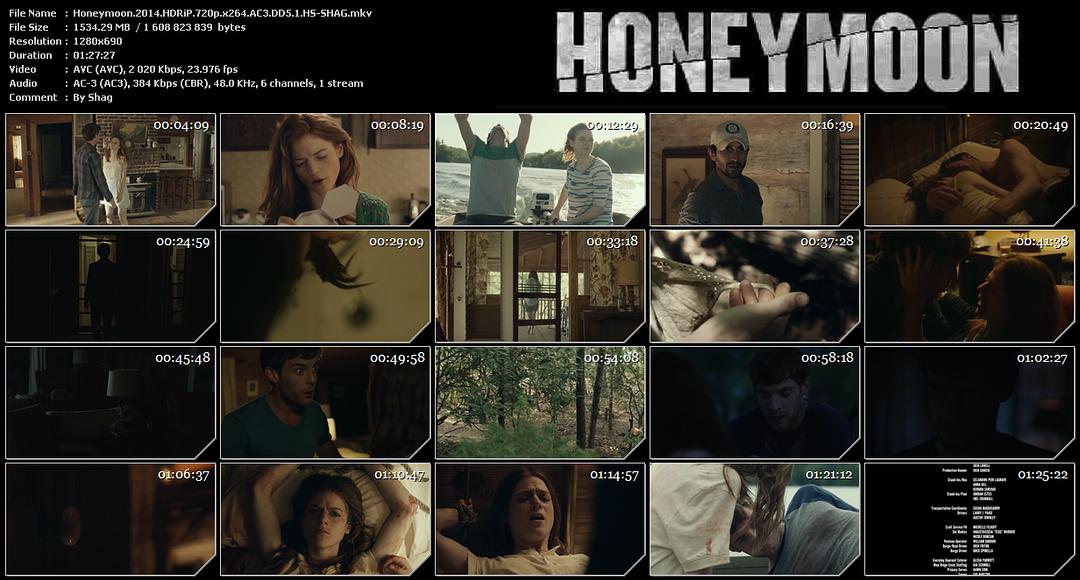 File Name : Honeymoon.2014.HDRiP.720p.x264.AC3.DD5.1.HS-SHAG.mkv
File Size : 1534.29 MB / 1 608 823 839 bytes
Resolution : 1280x690
Duration : 01:27:27
Video : AVC (AVC), 2 020 Kbps, 23.976 fps
Audio : AC-3 (AC3), 384 Kbps (CBR), 48.0 KHz, 6 channels, 1 stream
Comment : By Shag
HONEYMOON
00:04:09
00:08:19
00:12:29
00:16:39
00:20:49
00:24:59
00:29:09
00:33:18
00:37:28
00:41:38
00:45:48
00:49:58
00:54:08
00:58:18
01:02:27
01:06:37
01:10:47
01:14:57
01:21:12
01:25:22